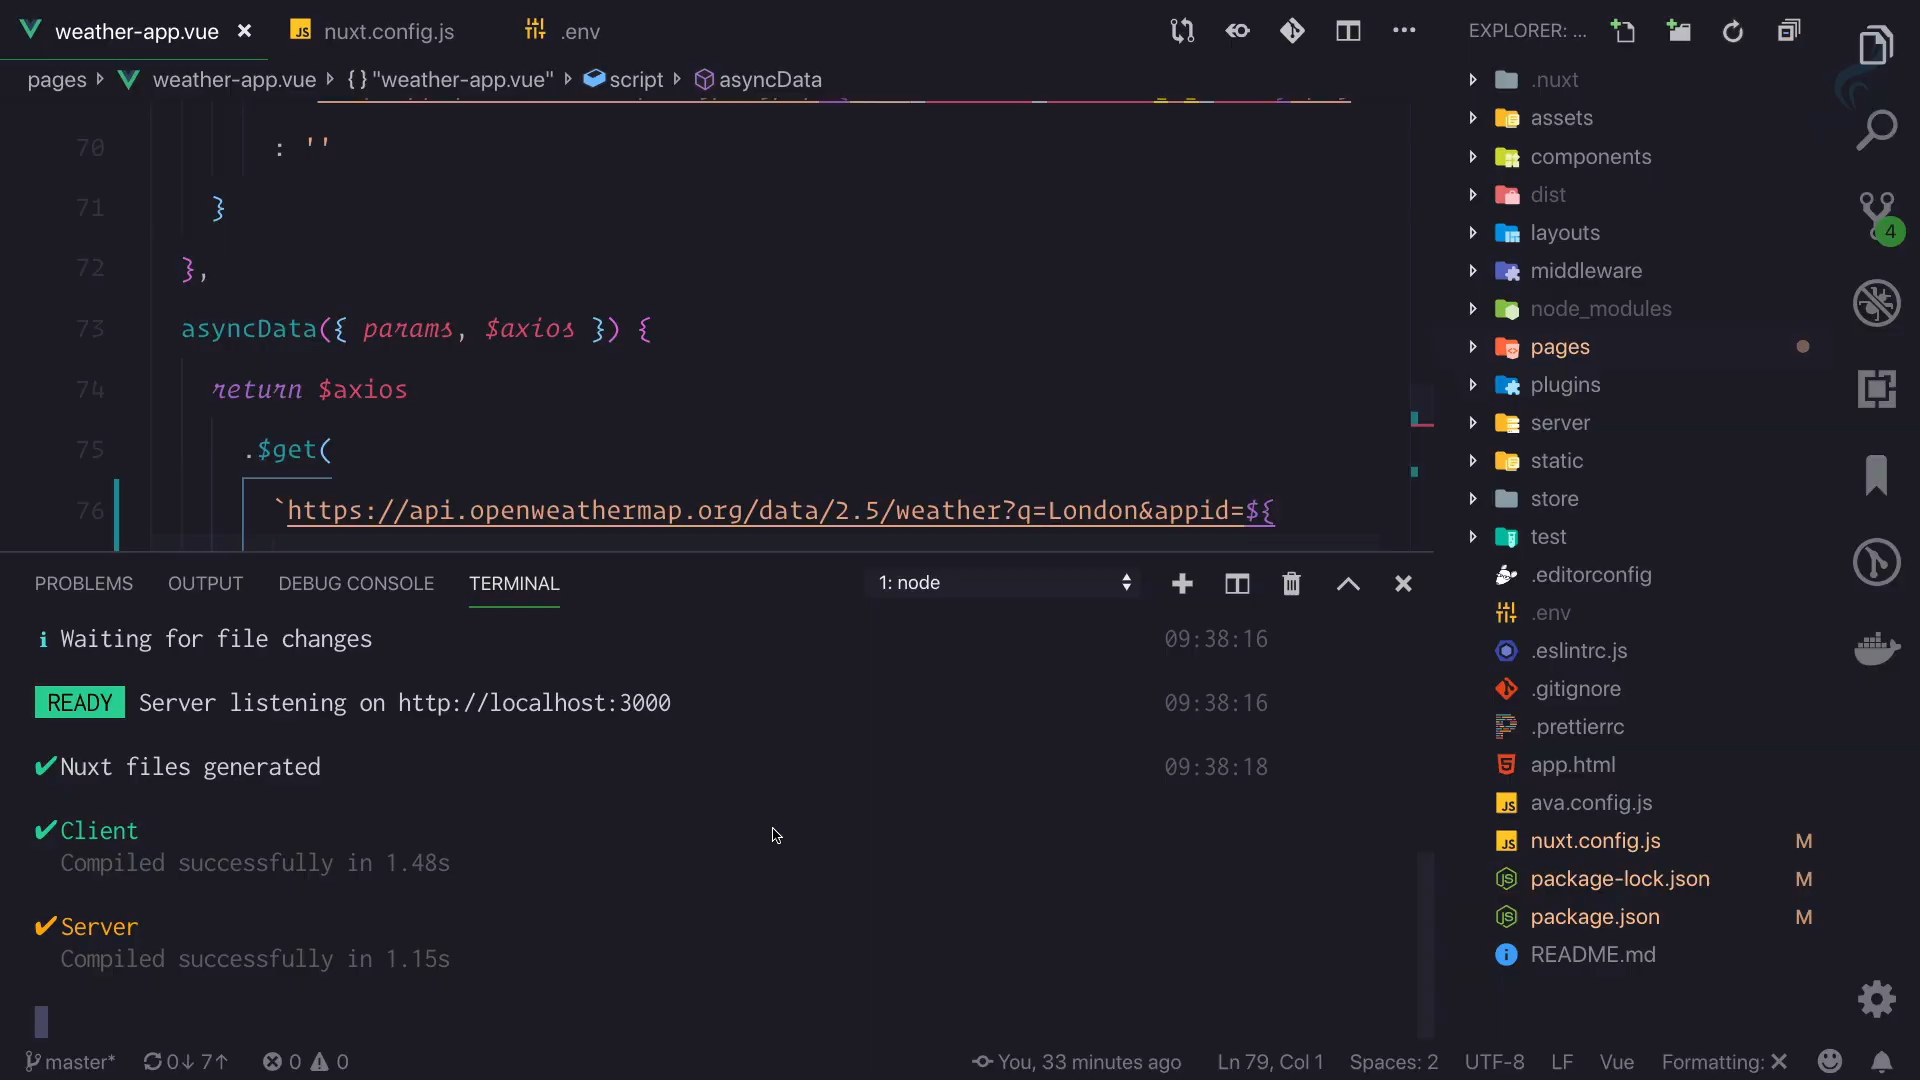 weather-app.vue
nuxt.config.js
.env
EXPLORER: ...
pages weather-app.vue {} "weather-app.vue" script asyncData
70 : ''
71 }
72 },
73 asyncData({ params, $axios }) {
74 return $axios
75 .$get(
76 `https://api.openweathermap.org/data/2.5/weather?q=London&appid=${
PROBLEMS OUTPUT DEBUG CONSOLE TERMINAL 1: node
i Waiting for file changes 09:38:16
READY Server listening on http://localhost:3000 09:38:16
✔Nuxt files generated 09:38:18
✔Client
Compiled successfully in 1.48s
✔Server
Compiled successfully in 1.15s
.nuxt
assets
components
dist
layouts
middleware
node_modules
pages
plugins
server
static
store
test
.editorconfig
.env
.eslintrc.js
.gitignore
.prettierrc
app.html
ava.config.js
nuxt.config.js M
package-lock.json M
package.json M
README.md
4
master* 0↓ 7↑ 0 0 You, 33 minutes ago Ln 79, Col 1 Spaces: 2 UTF-8 LF Vue Formatting: ✕